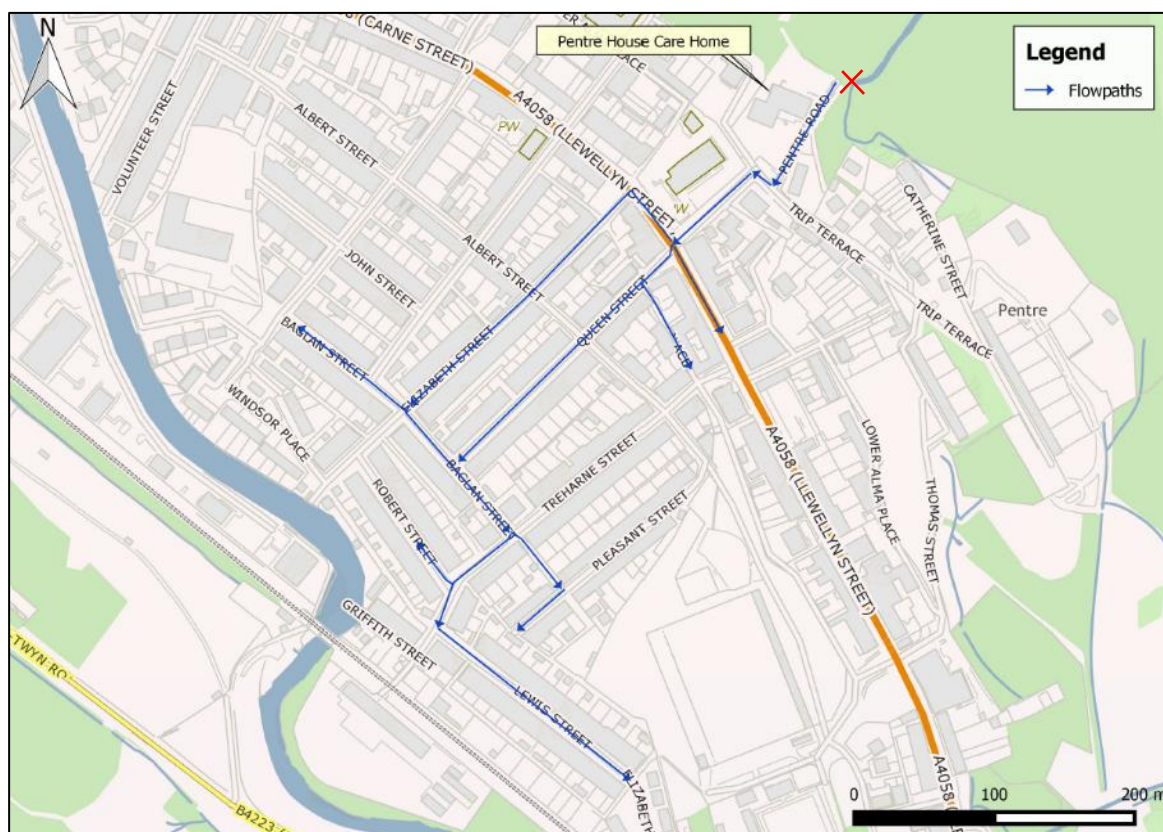 N
(CARNE STREET)
Pentre House Care Home
Legend
Flowpaths
VOLUNTEER STREET
ALBERT STREET
PW
A4058 (LLEWELLYN STREET)
PENTRE ROAD
CATHERINE STREET
TRIP TERRACE
JOHN STREET
ALBERT STREET
QUEEN STREET
Pentre
TRIP TERRACE
BAGLAN STREET
ELIZABETH STREET
WINDSOR PLACE
BAGLAN STREET
TREHARNE STREET
A4058 (LLEWELLYN STREET)
LOWER ALMA PLACE
THOMAS STREET
ROBERT STREET
PLEASANT STREET
GRIFFITH STREET
LEWIS STREET
ELIZABETH
TWYN RO
B4223
A4058
0 100 200 m